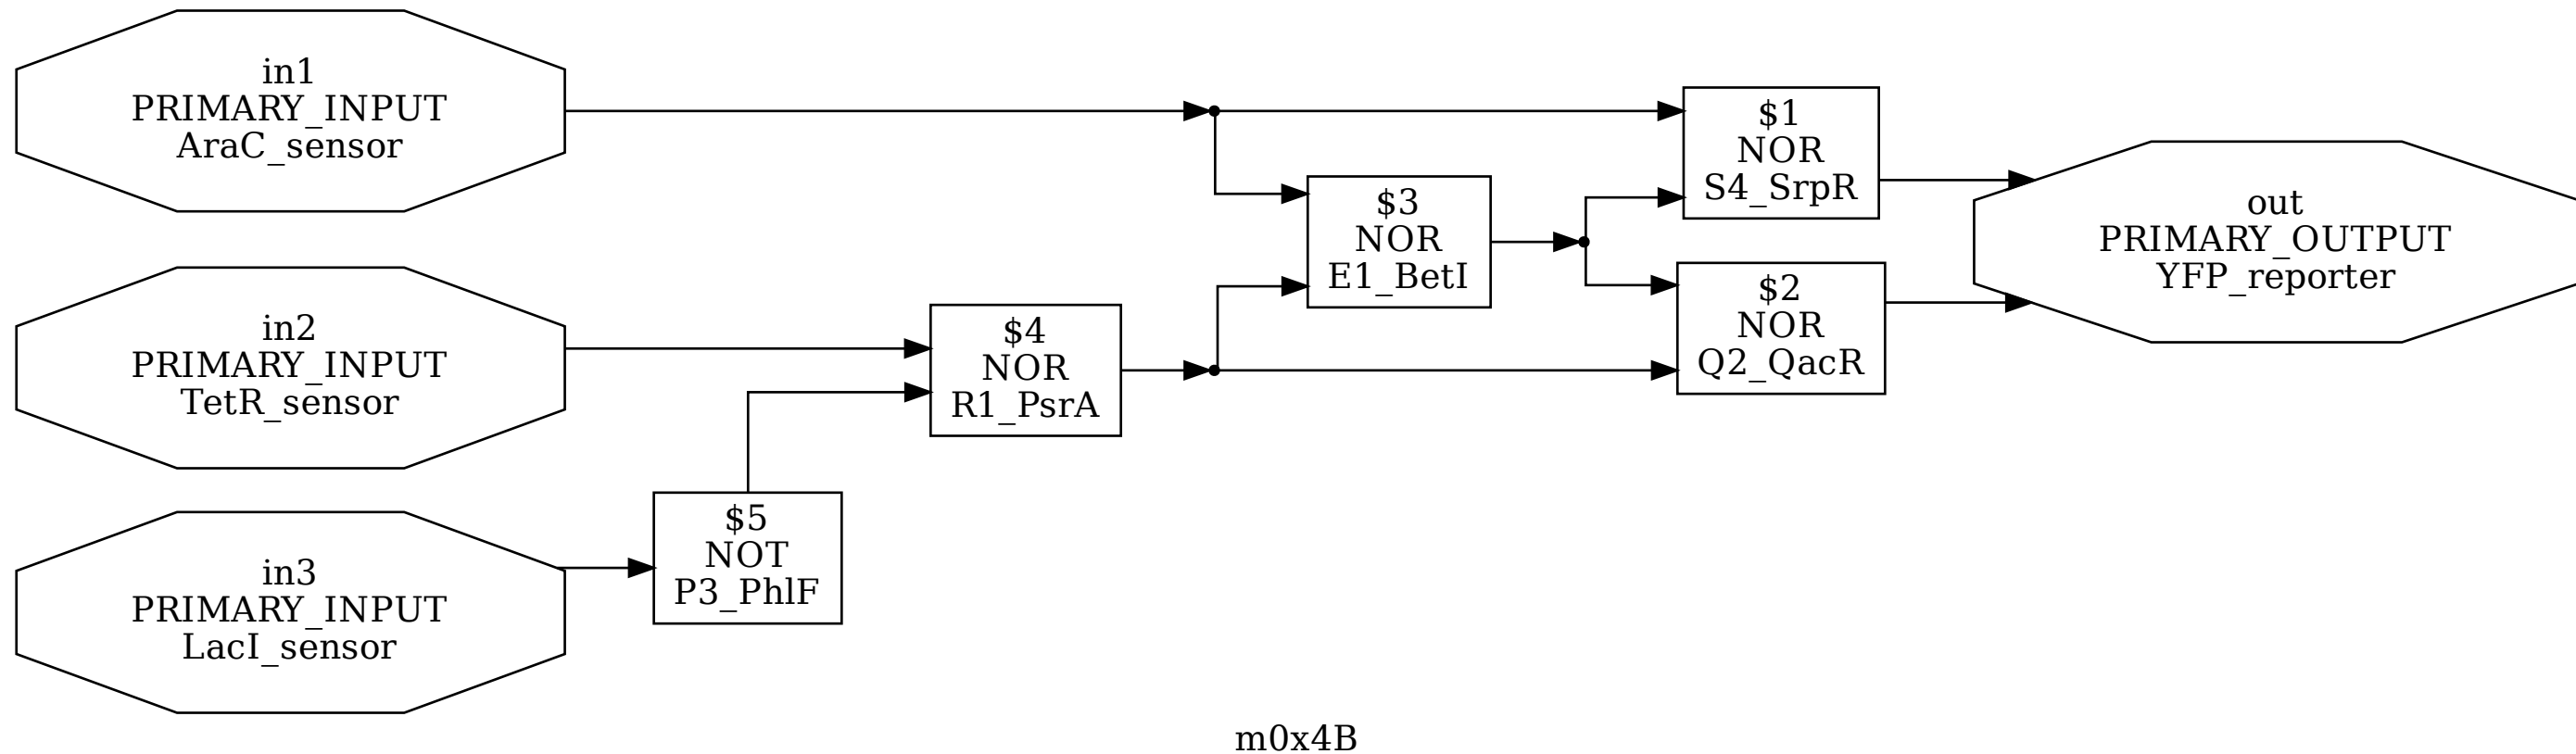 in1
PRIMARY_INPUT
AraC_sensor
in2
PRIMARY_INPUT
TetR_sensor
in3
PRIMARY_INPUT
LacI_sensor
$5
NOT
P3_PhlF
$4
NOR
R1_PsrA
$3
NOR
E1_BetI
$1
NOR
S4_SrpR
$2
NOR
Q2_QacR
out
PRIMARY_OUTPUT
YFP_reporter
m0x4B